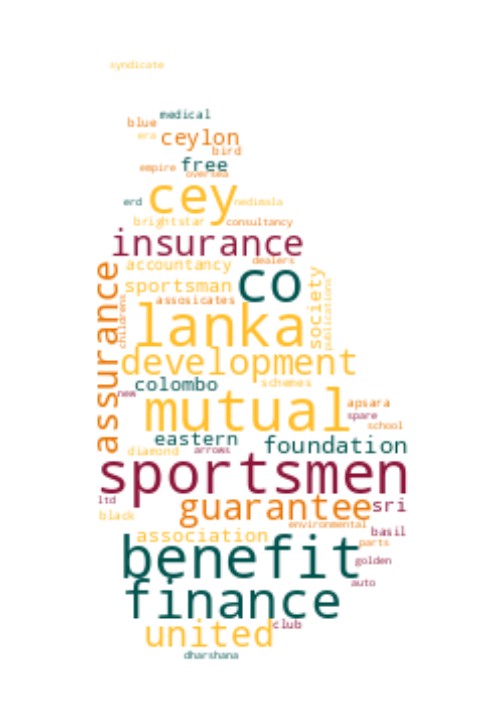 syndicate
medical
blue
era
ceylon
bird
empire
free
oversea
erd
cey
nedimala
brightstar
consultancy
insurance
accountancy
dealers
assurance
sportsman
co
society
publications
assosicates
childrens
lanka
development
colombo
schemes
new
mutual
apsara
spare
school
eastern
diamond
arrows
foundation
sportsmen
ltd
guarantee
sri
black
environmental
association
basil
parts
benefit
golden
finance
auto
united
club
dharshana